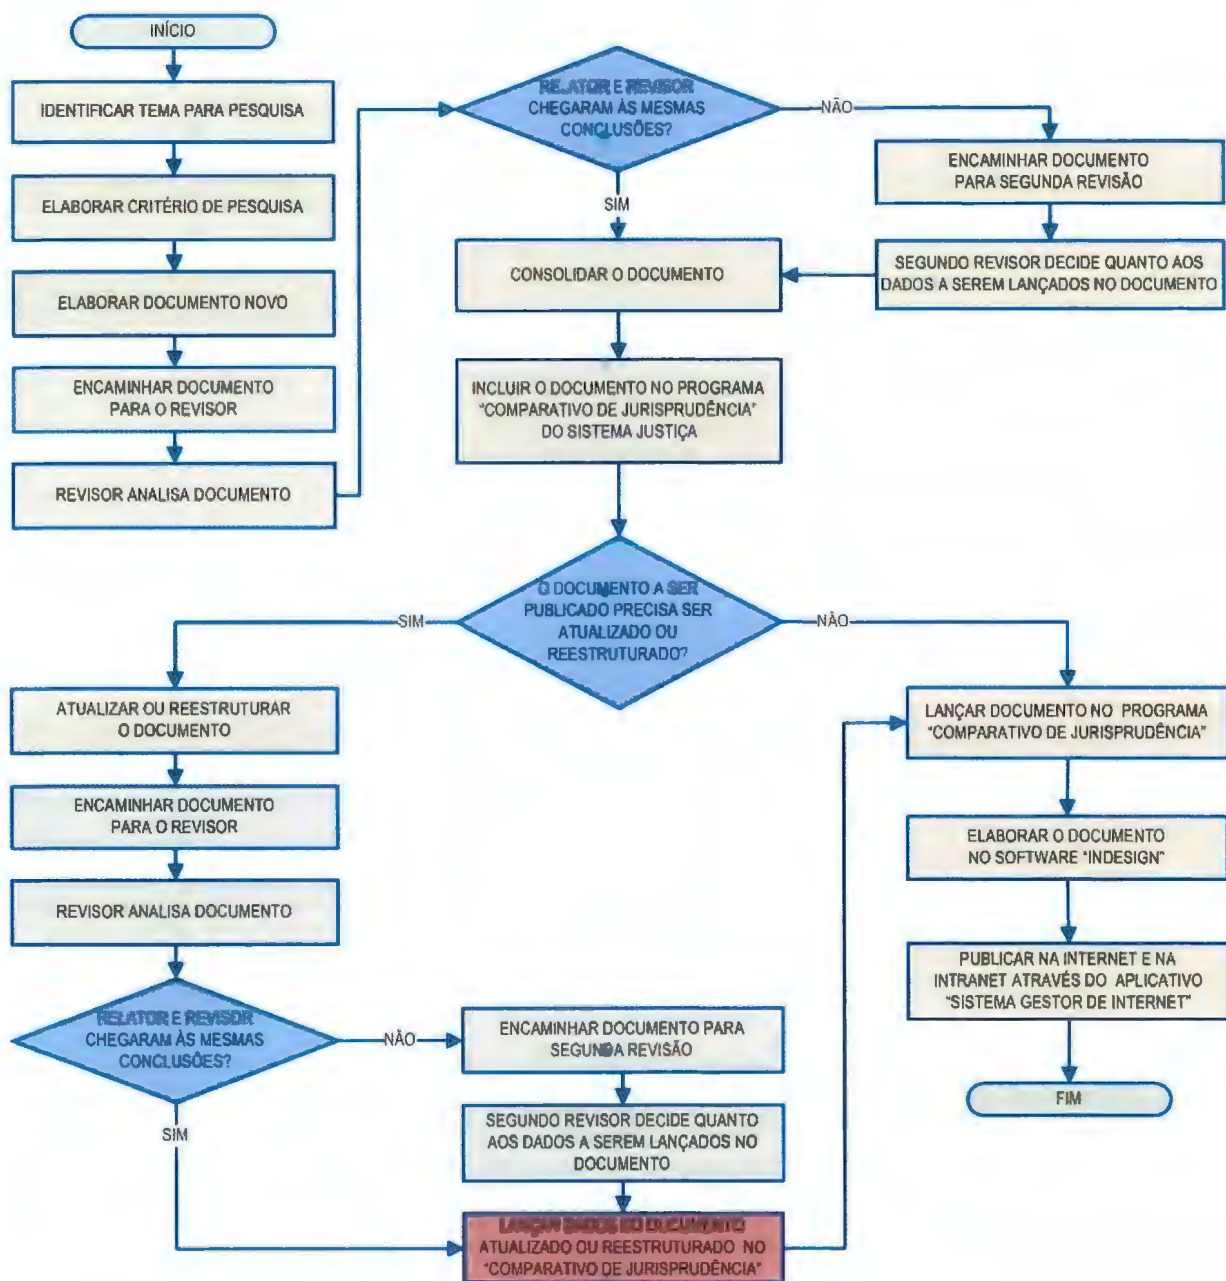 INÍCIO
IDENTIFICAR TEMA PARA PESQUISA
ELABORAR CRITÉRIO DE PESQUISA
ELABORAR DOCUMENTO NOVO
ENCAMINHAR DOCUMENTO
PARA O REVISOR
REVISOR ANALISA DOCUMENTO
RELATOR E REVISOR
CHEGARAM ÀS MESMAS
CONCLUSÕES?
NÃO
ENCAMINHAR DOCUMENTO
PARA SEGUNDA REVISÃO
SEGUNDO REVISOR DECIDE QUANTO AOS
DADOS A SEREM LANÇADOS NO DOCUMENTO
SIM
CONSOLIDAR O DOCUMENTO
INCLUIR O DOCUMENTO NO PROGRAMA
"COMPARATIVO DE JURISPRUDÊNCIA"
DO SISTEMA JUSTIÇA
O DOCUMENTO A SER
PUBLICADO PRECISA SER
ATUALIZADO OU
REESTRUTURADO?
SIM
NÃO
ATUALIZAR OU REESTRUTURAR
O DOCUMENTO
ENCAMINHAR DOCUMENTO
PARA O REVISOR
REVISOR ANALISA DOCUMENTO
RELATOR E REVISOR
CHEGARAM ÀS MESMAS
CONCLUSÕES?
NÃO
SIM
ENCAMINHAR DOCUMENTO PARA
SEGUNDA REVISÃO
SEGUNDO REVISOR DECIDE QUANTO
AOS DADOS A SEREM LANÇADOS NO
DOCUMENTO
LANÇAR DADOS DO DOCUMENTO
ATUALIZADO OU REESTRUTURADO NO
"COMPARATIVO DE JURISPRUDÊNCIA"
LANÇAR DOCUMENTO NO PROGRAMA
"COMPARATIVO DE JURISPRUDÊNCIA"
ELABORAR O DOCUMENTO
NO SOFTWARE "INDESIGN"
PUBLICAR NA INTERNET E NA
INTRANET ATRAVÉS DO APLICATIVO
"SISTEMA GESTOR DE INTERNET"
FIM